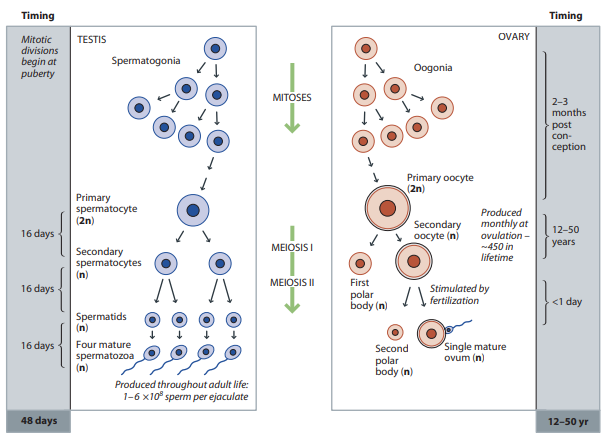 Timing
Mitotic
divisions
begin at
puberty
TESTIS
Spermatogonia
Primary
spermatocyte
(2n)
16 days
Secondary
spermatocytes
(n)
16 days
Spermatids
(n)
16 days
Four mature
spermatozoa
(n)
Produced throughout adult life:
1–6 ×10⁸ sperm per ejaculate
48 days
MITOSES
MEIOSIS I
MEIOSIS II
Timing
OVARY
Oogonia
2–3
months
post
con-
ception
Primary oocyte
(2n)
Secondary
oocyte (n)
Produced
monthly at
ovulation –
~450 in
lifetime
12–50
years
First
polar
body (n)
Stimulated by
fertilization
<1 day
Second
polar
body (n)
Single mature
ovum (n)
12–50 yr